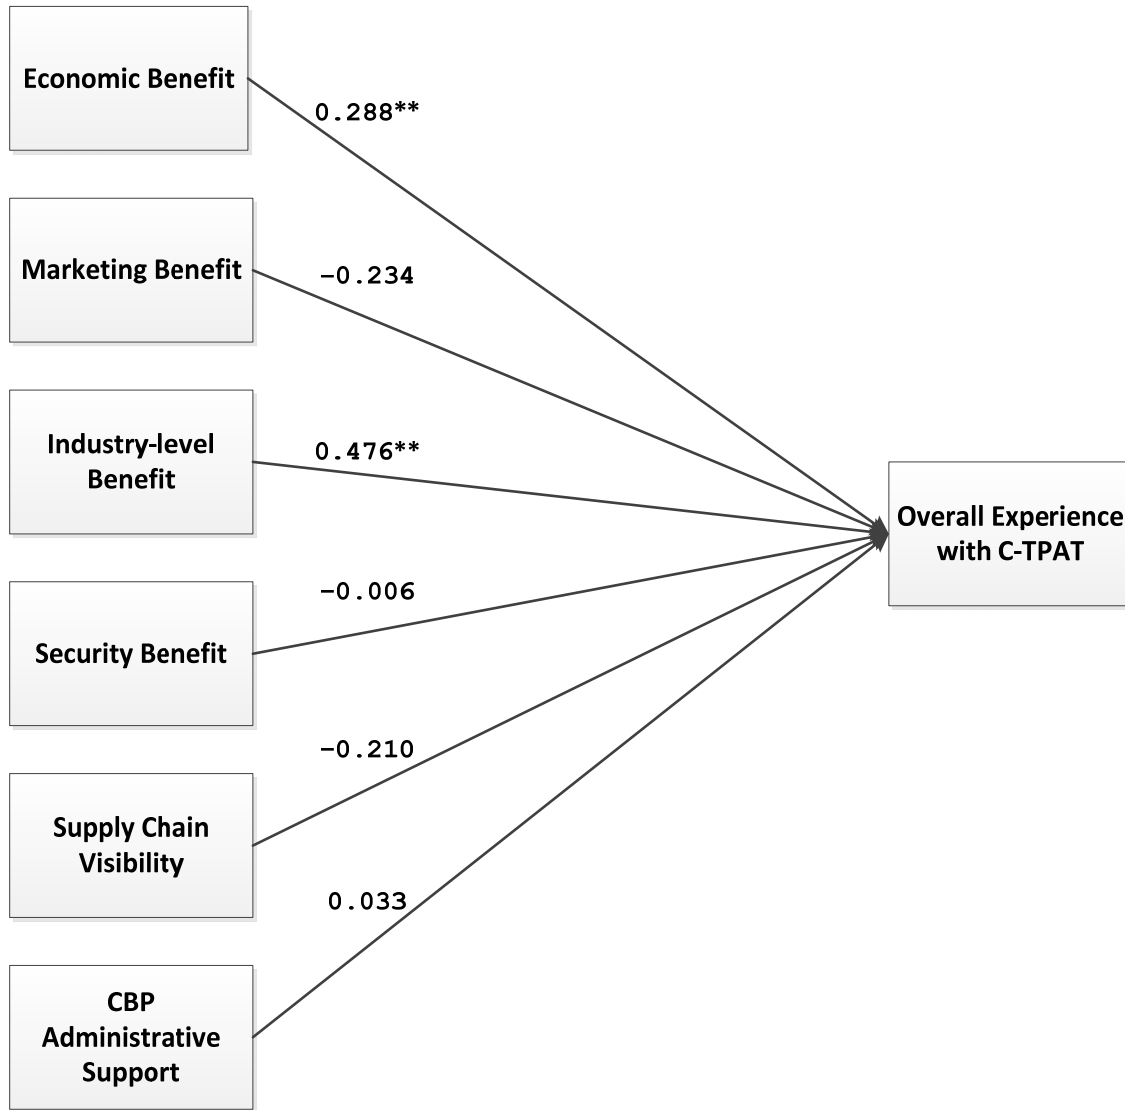 Economic Benefit
0.288**
Marketing Benefit
-0.234
Industry-level
Benefit
0.476**
Security Benefit
-0.006
Supply Chain
Visibility
-0.210
CBP
Administrative
Support
0.033
Overall Experience
with C-TPAT